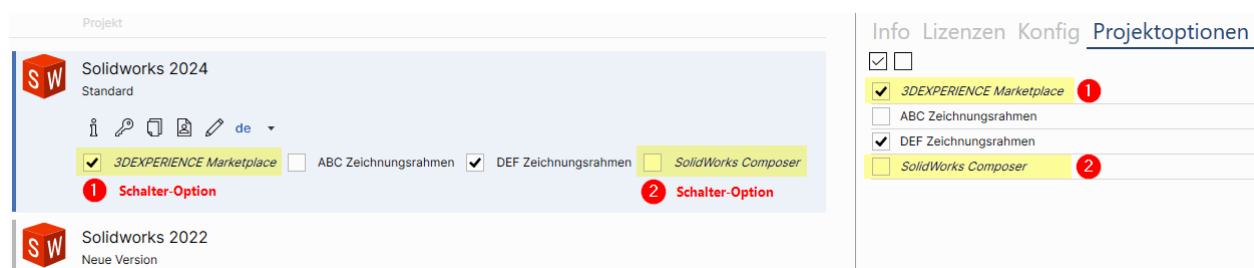 Projekt
SW
Solidworks 2024
Standard
de
3DEXPERIENCE Marketplace ABC Zeichnungsrahmen DEF Zeichnungsrahmen SolidWorks Composer
1 Schalter-Option 2 Schalter-Option
SW
Solidworks 2022
Neue Version
Info Lizenzen Konfig Projektoptionen
3DEXPERIENCE Marketplace 1
ABC Zeichnungsrahmen
DEF Zeichnungsrahmen
SolidWorks Composer 2